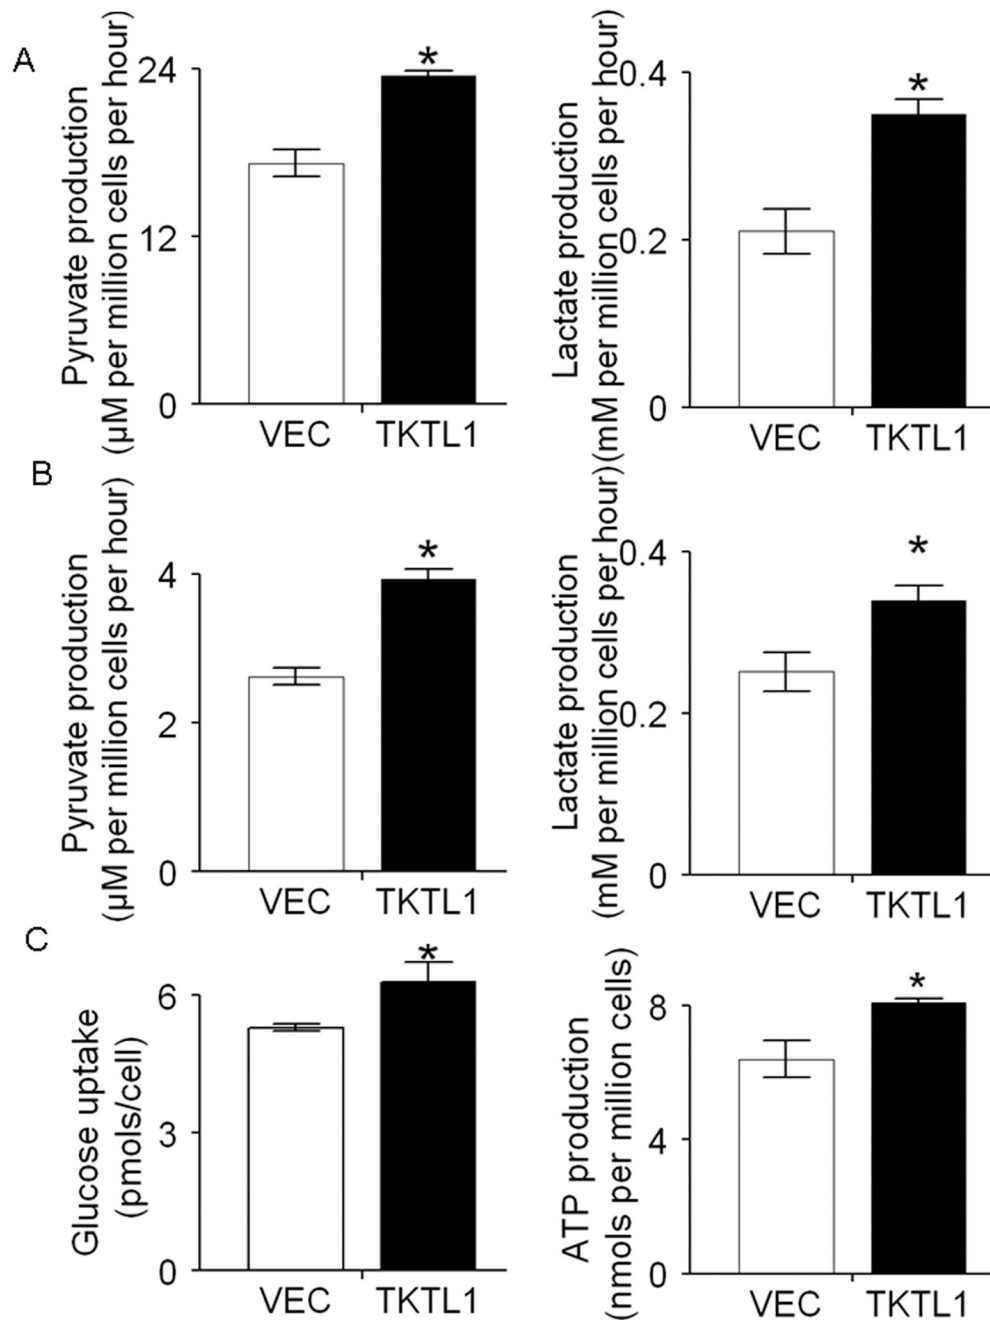 A
Pyruvate production
(µM per million cells per hour)
24
12
0
*
VEC
TKTL1
Lactate production
(mM per million cells per hour)
0.4
0.2
0
*
VEC
TKTL1
B
Pyruvate production
(µM per million cells per hour)
4
2
0
*
VEC
TKTL1
Lactate production
(mM per million cells per hour)
0.4
0.2
0
*
VEC
TKTL1
C
Glucose uptake
(pmols/cell)
6
3
0
*
VEC
TKTL1
ATP production
(nmols per million cells)
8
4
0
*
VEC
TKTL1